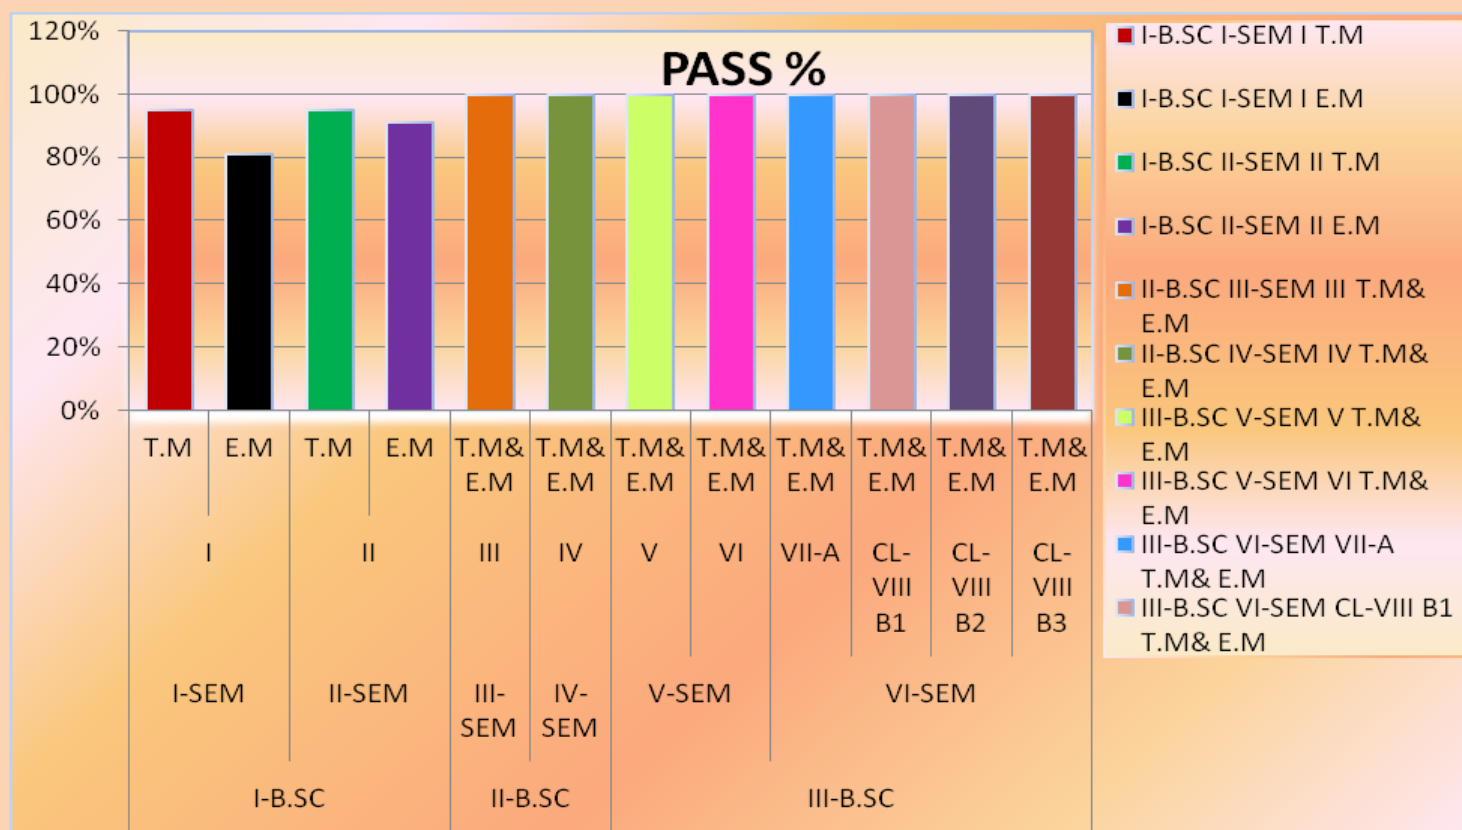 PASS %
120%
100%
80%
60%
40%
20%
0%
T.M E.M T.M E.M T.M& T.M& T.M& T.M& T.M& T.M& T.M& T.M&
E.M E.M E.M E.M E.M E.M E.M E.M
I II III IV V VI VII-A CL- CL- CL-
VIII VIII VIII
B1 B2 B3
I-SEM II-SEM III- IV- V-SEM VI-SEM
SEM SEM
I-B.SC II-B.SC III-B.SC
I-B.SC I-SEM I T.M
I-B.SC I-SEM I E.M
I-B.SC II-SEM II T.M
I-B.SC II-SEM II E.M
II-B.SC III-SEM III T.M&
E.M
II-B.SC IV-SEM IV T.M&
E.M
III-B.SC V-SEM V T.M&
E.M
III-B.SC V-SEM VI T.M&
E.M
III-B.SC VI-SEM VII-A
T.M& E.M
III-B.SC VI-SEM CL-VIII B1
T.M& E.M